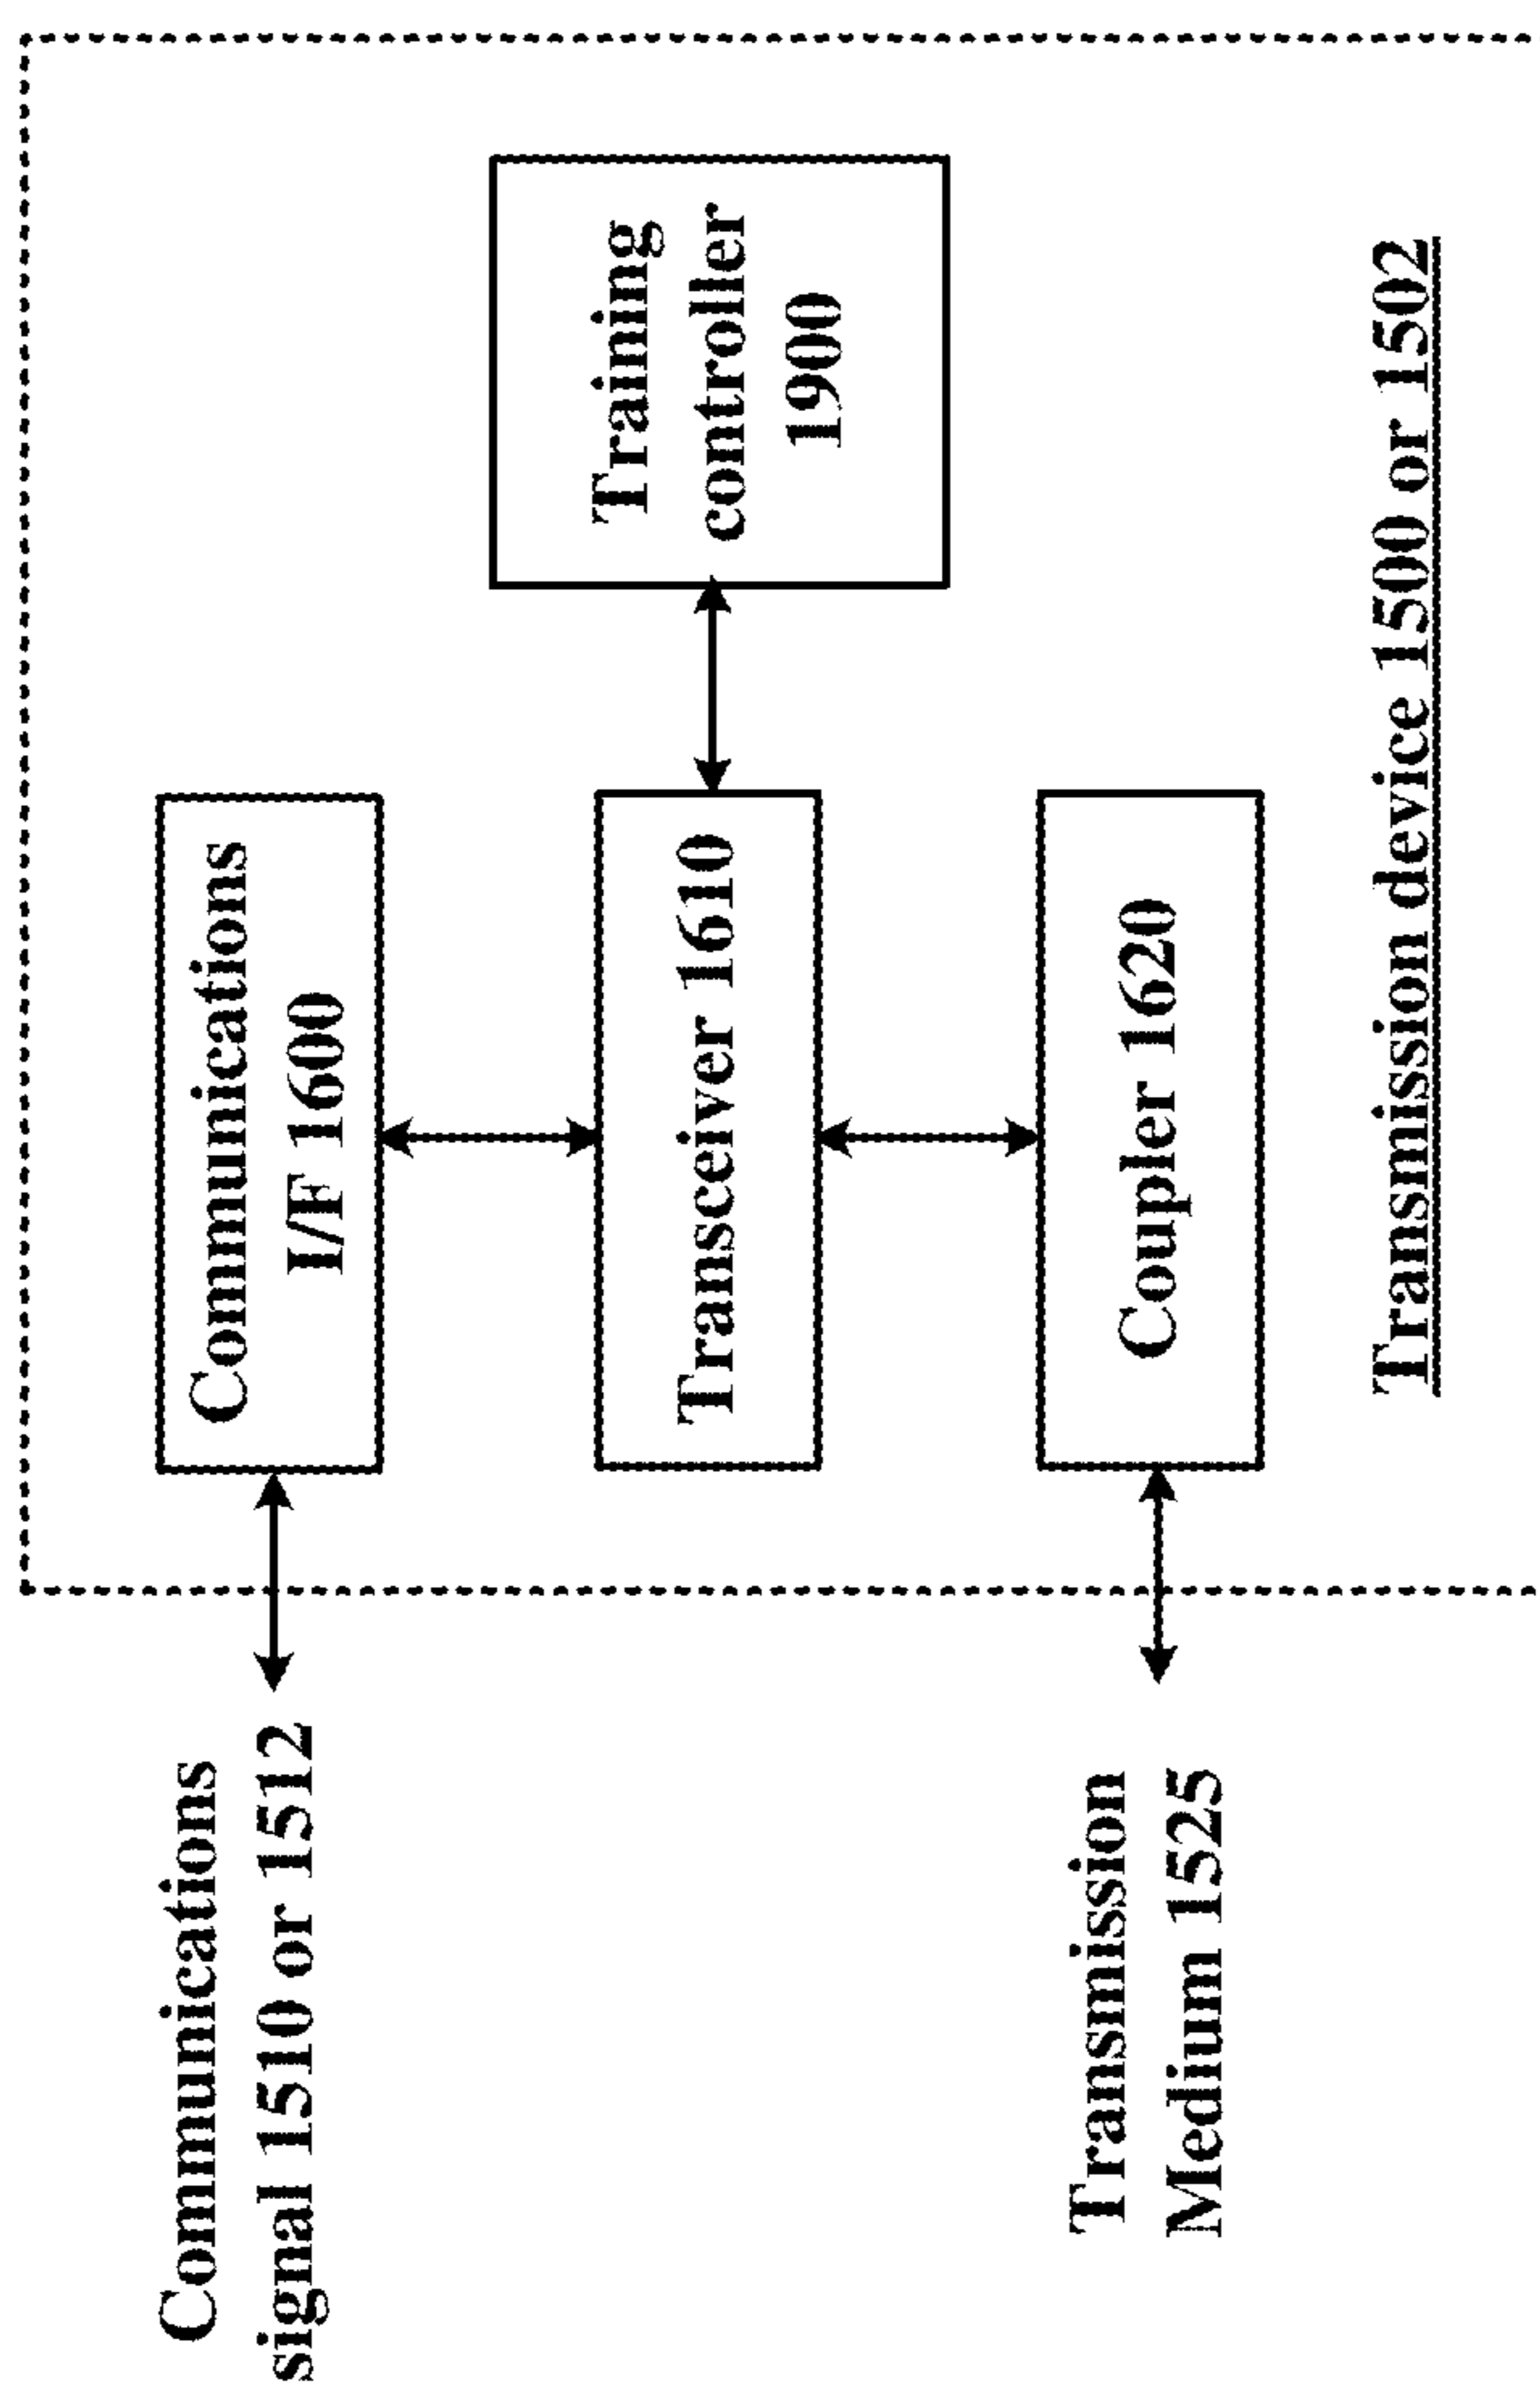 Communications
signal 1510 or 1512
Communications
I/F 1600
Transceiver 1610
Training
controller
1900
Transmission
Medium 1525
Coupler 1620
Transmission device 1500 or 1502